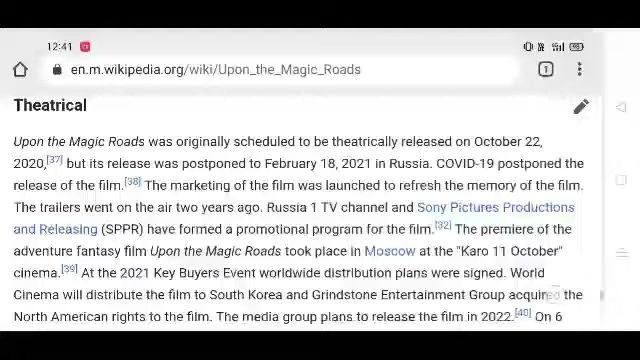 12:41
en.m.wikipedia.org/wiki/Upon_the_Magic_Roads
1
Theatrical
Upon the Magic Roads was originally scheduled to be theatrically released on October 22,
2020,[37] but its release was postponed to February 18, 2021 in Russia. COVID-19 postponed the
release of the film.[38] The marketing of the film was launched to refresh the memory of the film.
The trailers went on the air two years ago. Russia 1 TV channel and Sony Pictures Productions
and Releasing (SPPR) have formed a promotional program for the film.[32] The premiere of the
adventure fantasy film Upon the Magic Roads took place in Moscow at the "Karo 11 October"
cinema.[39] At the 2021 Key Buyers Event worldwide distribution plans were signed. World
Cinema will distribute the film to South Korea and Grindstone Entertainment Group acquired the
North American rights to the film. The media group plans to release the film in 2022.[40] On 6